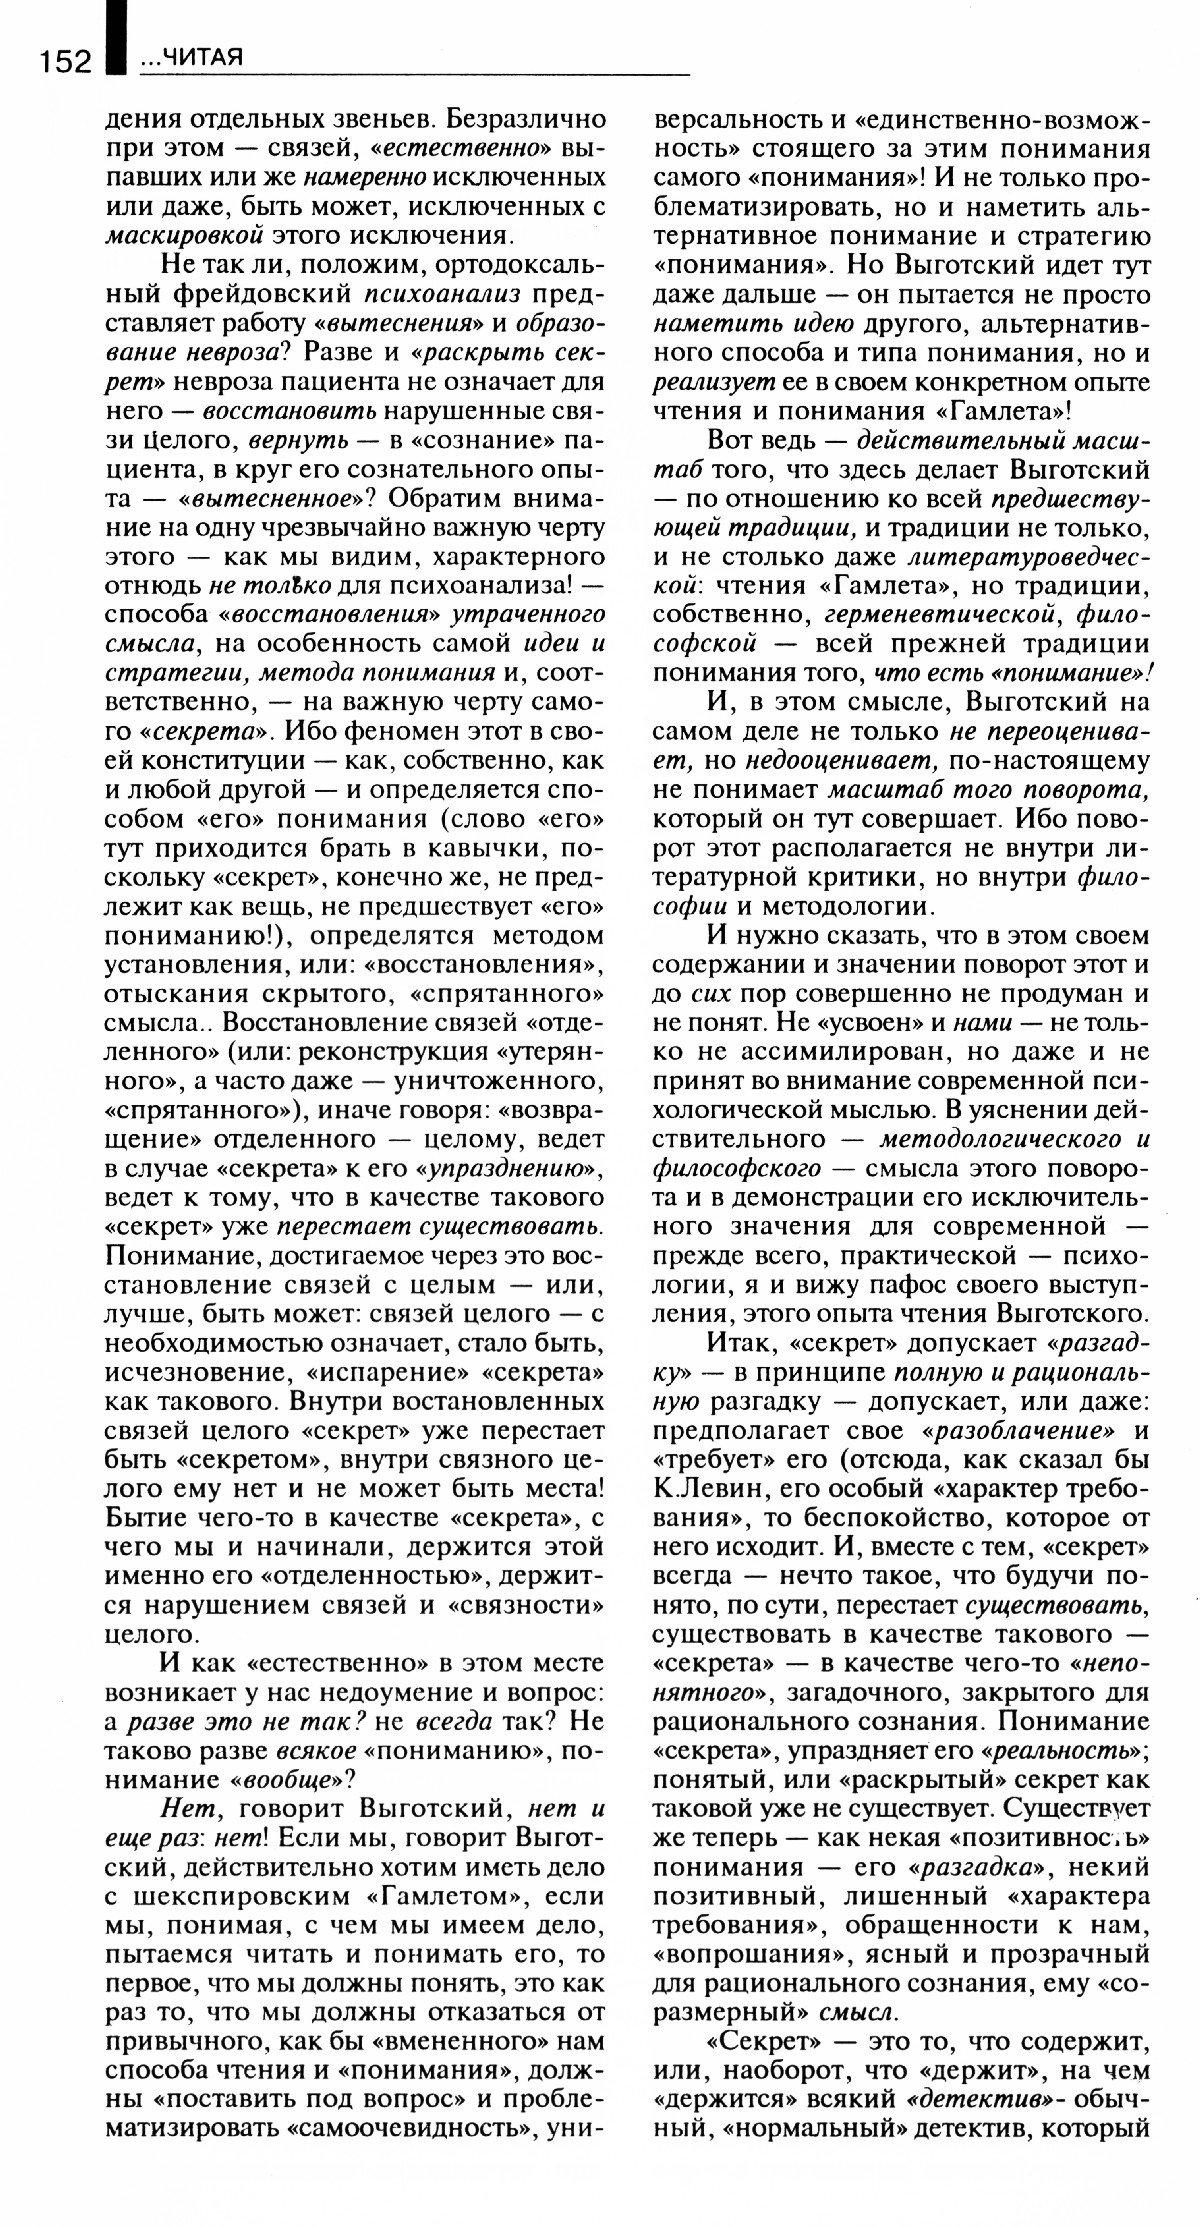 152
...ЧИТАЯ
дения отдельных звеньев. Безразлично
при этом — связей, «естественно» вы-
павших или же намеренно исключенных
или даже, быть может, исключенных с
маскировкой этого исключения.
Не так ли, положим, ортодоксаль-
ный фрейдовский психоанализ пред-
ставляет работу «вытеснения» и образо-
вание невроза? Разве и «раскрыть сек-
рет» невроза пациента не означает для
него — восстановить нарушенные свя-
зи Целого, вернуть — в «сознание» па-
циента, в круг его сознательного опы-
та — «вытесненное»? Обратим внима-
ние на одну чрезвычайно важную черту
этого — как мы видим, характерного
отнюдь не только для психоанализа! —
способа «восстановления» утраченного
смысла, на особенность самой идеи и
стратегии, метода понимания и, соот-
ветственно, — на важную черту само-
го «секрета». Ибо феномен этот в сво-
ей конституции — как, собственно, как
и любой другой — и определяется спо-
собом «его» понимания (слово «его»
тут приходится брать в кавычки, по-
скольку «секрет», конечно же, не пред-
лежит как вещь, не предшествует «его»
пониманию!), определятся методом
установления, или: «восстановления»,
отыскания скрытого, «спрятанного»
смысла.. Восстановление связей «отде-
ленного» (или: реконструкция «утерян-
ного», а часто даже — уничтоженного,
«спрятанного»), иначе говоря: «возвра-
щение» отделенного — целому, ведет
в случае «секрета» к его «упразднению»,
ведет к тому, что в качестве такового
«секрет» уже перестает существовать.
Понимание, достигаемое через это вос-
становление связей с целым — или,
лучше, быть может: связей целого — с
необходимостью означает, стало быть,
исчезновение, «испарение» «секрета»
как такового. Внутри востановленных
связей целого «секрет» уже перестает
быть «секретом», внутри связного це-
лого ему нет и не может быть места!
Бытие чего-то в качестве «секрета», с
чего мы и начинали, держится этой
именно его «отделенностью», держит-
ся нарушением связей и «связности»
целого.
И как «естественно» в этом месте
возникает у нас недоумение и вопрос:
а разве это не так? не всегда так? Не
таково разве всякое «пониманию», по-
нимание «вообще»?
Нет, говорит Выготский, нет и
еще раз: нет! Если мы, говорит Выгот-
ский, действительно хотим иметь дело
с шекспировским «Гамлетом», если
мы, понимая, с чем мы имеем дело,
пытаемся читать и понимать его, то
первое, что мы должны понять, это как
раз то, что мы должны отказаться от
привычного, как бы «вмененного» нам
способа чтения и «понимания», долж-
ны «поставить под вопрос» и пробле-
матизировать «самоочевидность», уни-
версальность и «единственно-возмож-
ность» стоящего за этим понимания
самого «понимания»! И не только про-
блематизировать, но и наметить аль-
тернативное понимание и стратегию
«понимания». Но Выготский идет тут
даже дальше — он пытается не просто
наметить идею другого, альтернатив-
ного способа и типа понимания, но и
реализует ее в своем конкретном опыте
чтения и понимания «Гамлета»!
Вот ведь — действительный масш-
таб того, что здесь делает Выготский
— по отношению ко всей предшеству-
ющей традиции, и традиции не только,
и не столько даже литературоведчес-
кой: чтения «Гамлета», но традиции,
собственно, герменевтической, фило-
софской — всей прежней традиции
понимания того, что есть «понимание»!
И, в этом смысле, Выготский на
самом деле не только не переоценива-
ет, но недооценивает, по-настоящему
не понимает масштаб того поворота,
который он тут совершает. Ибо пово-
рот этот располагается не внутри ли-
тературной критики, но внутри фило-
софии и методологии.
И нужно сказать, что в этом своем
содержании и значении поворот этот и
до сих пор совершенно не продуман и
не понят. Не «усвоен» и нами — не толь-
ко не ассимилирован, но даже и не
принят во внимание современной пси-
хологической мыслью. В уяснении дей-
ствительного — методологического и
философского — смысла этого поворо-
та и в демонстрации его исключитель-
ного значения для современной —
прежде всего, практической — психо-
логии, я и вижу пафос своего выступ-
ления, этого опыта чтения Выготского.
Итак, «секрет» допускает «разгад-
ку» — в принципе полную и рациональ-
ную разгадку — допускает, или даже:
предполагает свое «разоблачение» и
«требует» его (отсюда, как сказал бы
К.Левин, его особый «характер требо-
вания», то беспокойство, которое от
него исходит. И, вместе с тем, «секрет»
всегда — нечто такое, что будучи по-
нято, по сути, перестает существовать,
существовать в качестве такового —
«секрета» — в качестве чего-то «непо-
нятного», загадочного, закрытого для
рационального сознания. Понимание
«секрета», упраздняет его «реальность»;
понятый, или «раскрытый» секрет как
таковой уже не существует. Существует
же теперь — как некая «позитивность»
понимания — его «разгадка», некий
позитивный, лишенный «характера
требования», обращенности к нам,
«вопрошания», ясный и прозрачный
для рационального сознания, ему «со-
размерный» смысл.
«Секрет» — это то, что содержит,
или, наоборот, что «держит», на чем
«держится» всякий «детектив»- обыч-
ный, «нормальный» детектив, который